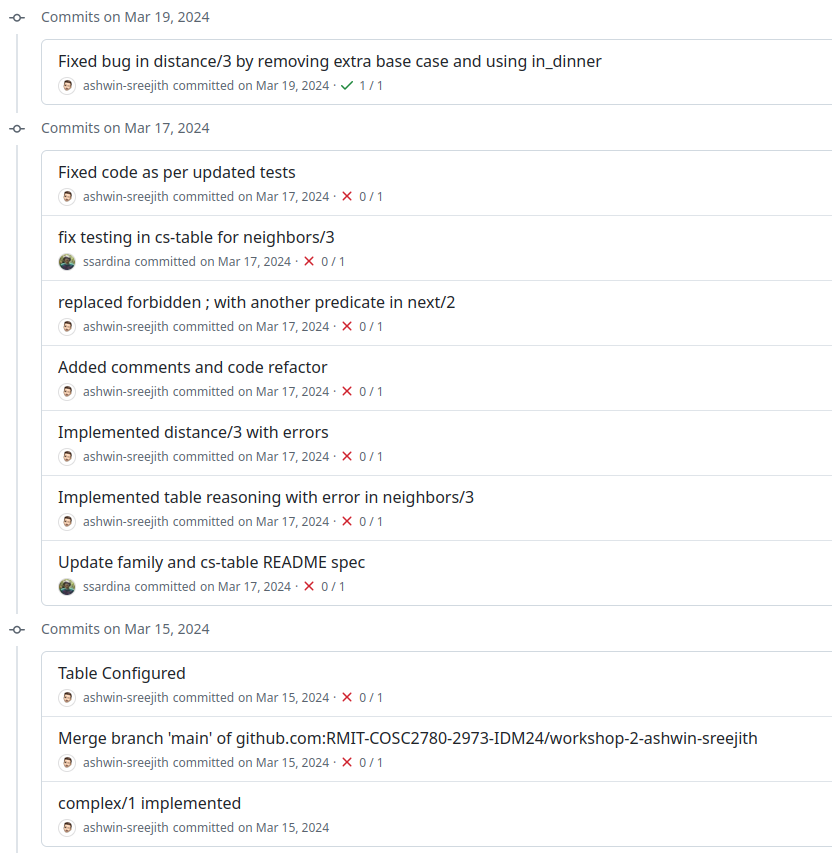 Commits on Mar 19, 2024
Fixed bug in distance/3 by removing extra base case and using in_dinner
ashwin-sreejith committed on Mar 19, 2024 · ✓ 1 / 1
Commits on Mar 17, 2024
Fixed code as per updated tests
ashwin-sreejith committed on Mar 17, 2024 · ✕ 0 / 1
fix testing in cs-table for neighbors/3
ssardina committed on Mar 17, 2024 · ✕ 0 / 1
replaced forbidden ; with another predicate in next/2
ashwin-sreejith committed on Mar 17, 2024 · ✕ 0 / 1
Added comments and code refactor
ashwin-sreejith committed on Mar 17, 2024 · ✕ 0 / 1
Implemented distance/3 with errors
ashwin-sreejith committed on Mar 17, 2024 · ✕ 0 / 1
Implemented table reasoning with error in neighbors/3
ashwin-sreejith committed on Mar 17, 2024 · ✕ 0 / 1
Update family and cs-table README spec
ssardina committed on Mar 17, 2024 · ✕ 0 / 1
Commits on Mar 15, 2024
Table Configured
ashwin-sreejith committed on Mar 15, 2024 · ✕ 0 / 1
Merge branch 'main' of github.com:RMIT-COSC2780-2973-IDM24/workshop-2-ashwin-sreejith
ashwin-sreejith committed on Mar 15, 2024 · ✕ 0 / 1
complex/1 implemented
ashwin-sreejith committed on Mar 15, 2024